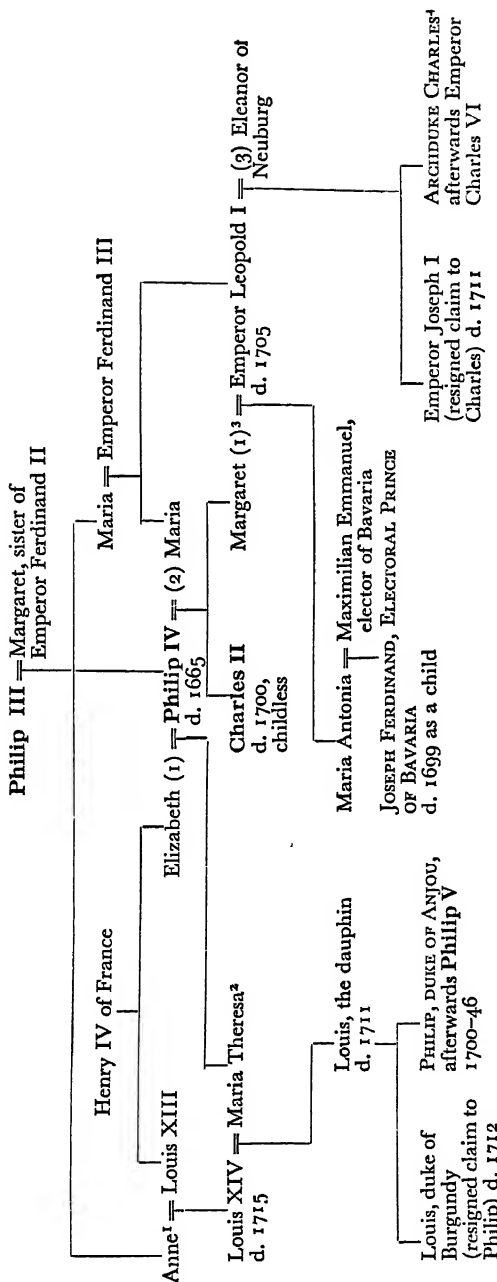 Philip III = Margaret, sister of
Emperor Ferdinand II
Henry IV of France
Maria = Emperor Ferdinand III
Anne¹ = Louis XIII
Elizabeth (1) = Philip IV = (2) Maria
d. 1665
Louis XIV = Maria Theresa²
d. 1715
Charles II
d. 1700,
childless
Margaret (1)³ = Emperor Leopold I = (3) Eleanor of
d. 1705
Neuburg
Louis, the dauphin
d. 1711
Maria Antonia = Maximilian Emmanuel,
elector of Bavaria
JOSEPH FERDINAND, ELECTORAL PRINCE
OF BAVARIA
d. 1699 as a child
Louis, duke of
Burgundy
(resigned claim to
Philip) d. 1712
PHILIP, DUKE OF ANJOU,
afterwards Philip V
1700–46
Emperor Joseph I
(resigned claim to
Charles) d. 1711
ARCHDUKE CHARLES⁴
afterwards Emperor
Charles VI